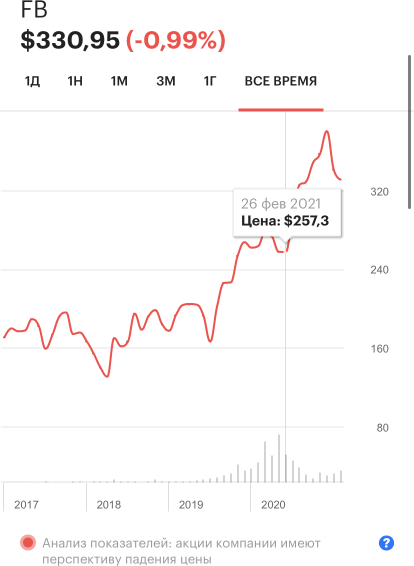 FB
$330,95 (-0,99%)
1Д 1Н 1М 3М 1Г ВСЕ ВРЕМЯ
320
26 фев 2021
Цена: $257,3
240
160
80
2017 2018 2019 2020
Анализ показателей: акции компании имеют ?
перспективу падения цены